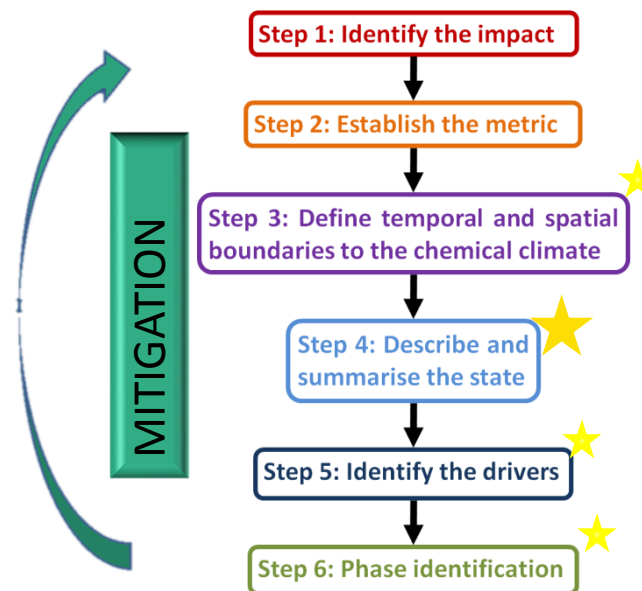 Step 1: Identify the impact
Step 2: Establish the metric
Step 3: Define temporal and spatial
boundaries to the chemical climate
Step 4: Describe and
summarise the state
Step 5: Identify the drivers
Step 6: Phase identification
MITIGATION